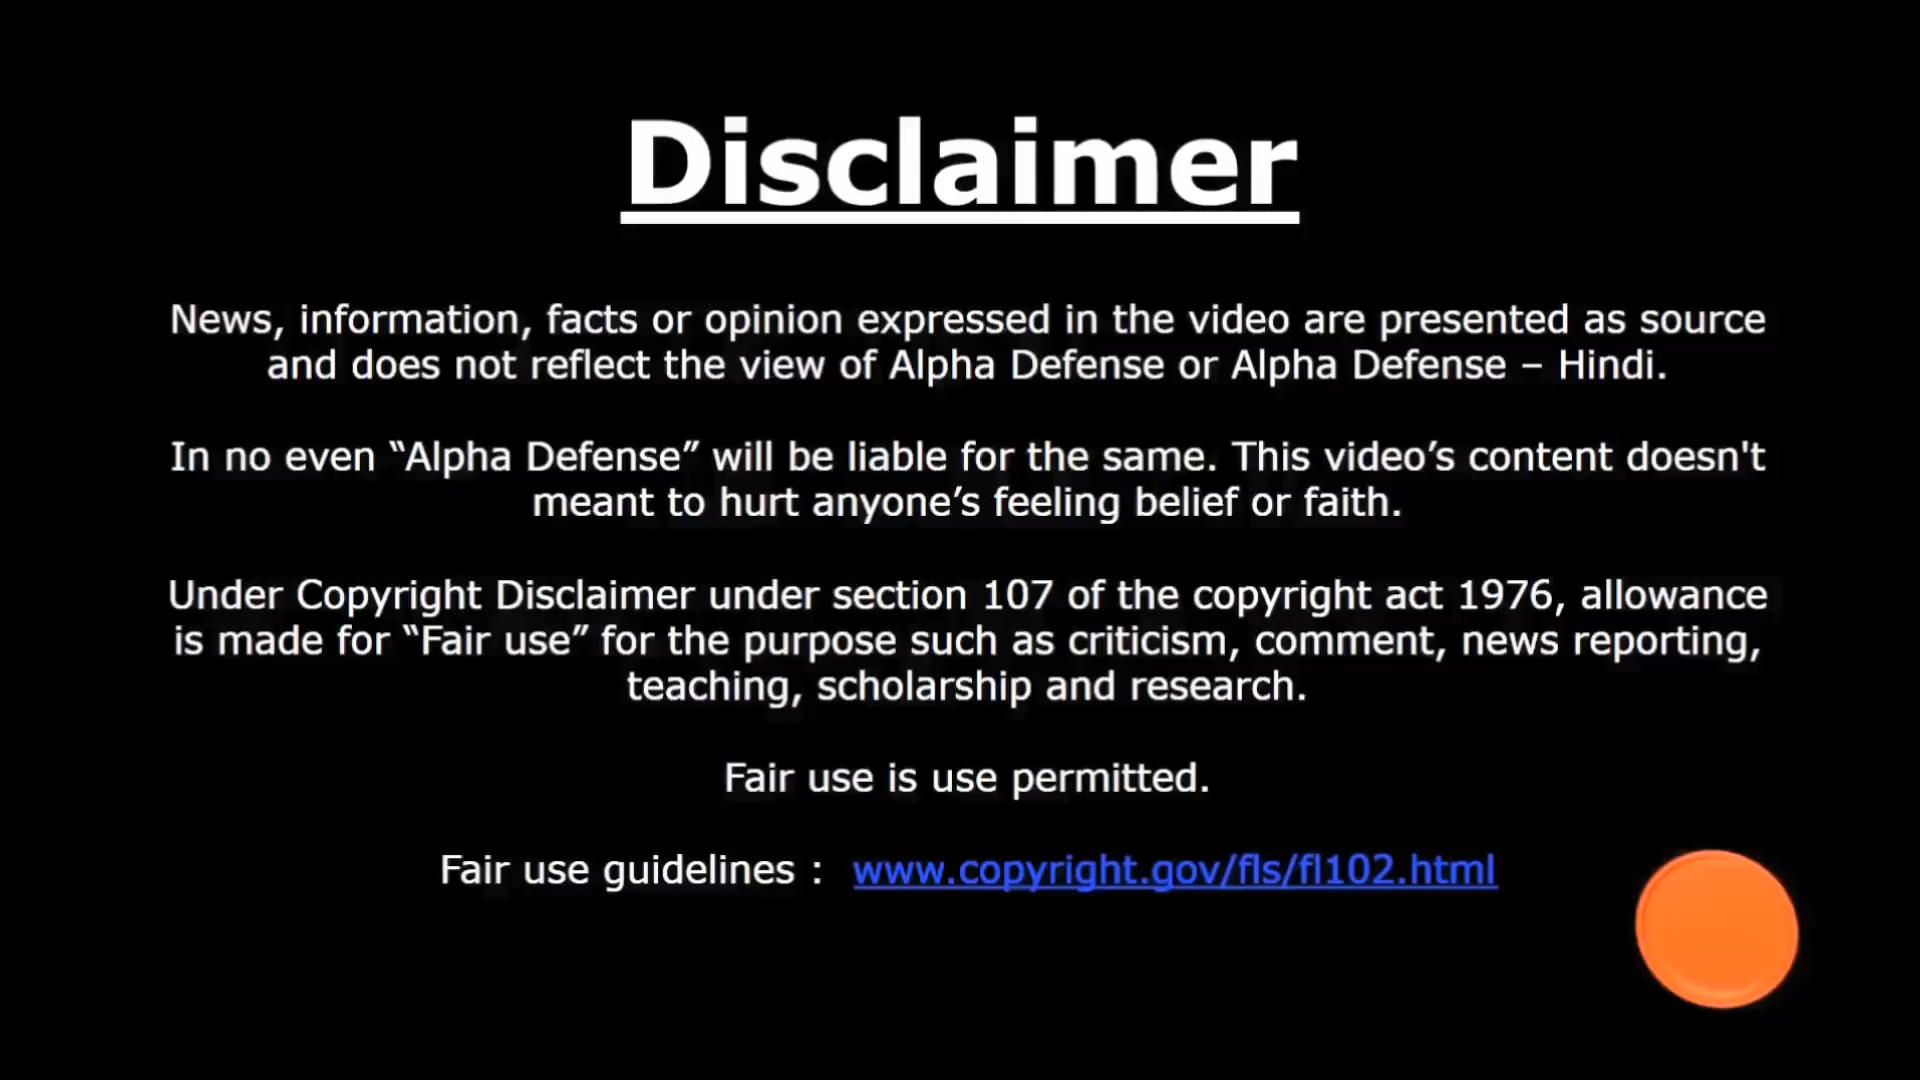 Disclaimer
News, information, facts or opinion expressed in the video are presented as source
and does not reflect the view of Alpha Defense or Alpha Defense – Hindi.
In no even “Alpha Defense” will be liable for the same. This video’s content doesn't
meant to hurt anyone’s feeling belief or faith.
Under Copyright Disclaimer under section 107 of the copyright act 1976, allowance
is made for “Fair use” for the purpose such as criticism, comment, news reporting,
teaching, scholarship and research.
Fair use is use permitted.
Fair use guidelines : www.copyright.gov/fls/fl102.html